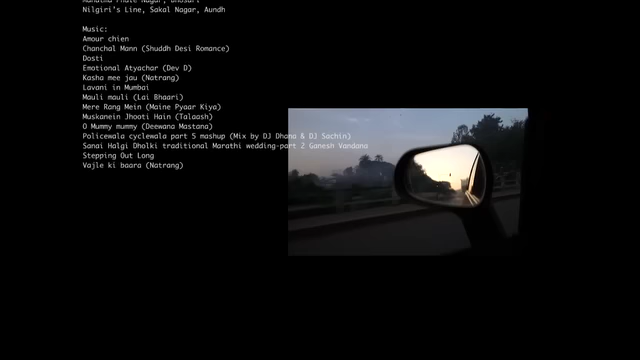 Nilgiri's Line, Sakal Nagar, Aundh
Music:
Amour chien
Chanchal Mann (Shuddh Desi Romance)
Dosti
Emotional Atyachar (Dev D)
Kasha mee jau (Natrang)
Lavani in Mumbai
Mauli mauli (Lai Bhaari)
Mere Rang Mein (Maine Pyaar Kiya)
Muskanein Jhooti Hain (Talaash)
O Mummy mummy (Deewana Mastana)
Policewala cyclewala part 5 mashup (Mix by DJ Dhana & DJ Sachin)
Sanai Halgi Dholki traditional Marathi wedding-part 2 Ganesh Vandana
Stepping Out Long
Vajle ki baara (Natrang)